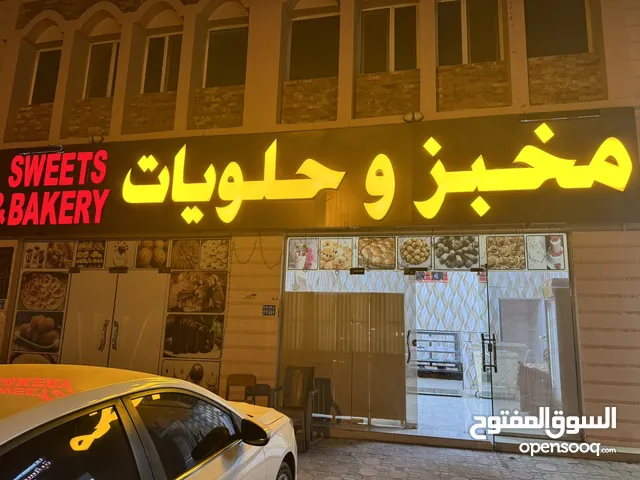 مخبز و حلويات
SWEETS
& BAKERY
السوق المفتوح
opensooq.com